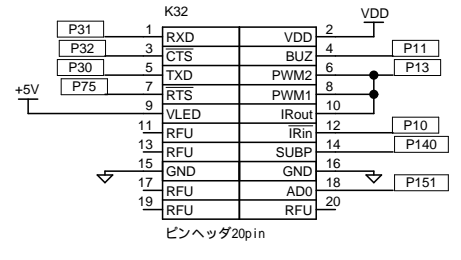 K32
VDD
P31 1 RXD VDD 2
P32 3 CTS BUZ 4 P11
P30 5 TXD PWM2 6 P13
+5V P75 7 RTS PWM1 8
9 VLED IRout 10
11 RFU IRin 12 P10
13 RFU SUBP 14 P140
15 GND GND 16
17 RFU AD0 18 P151
19 RFU RFU 20
ピンヘッダ20pin